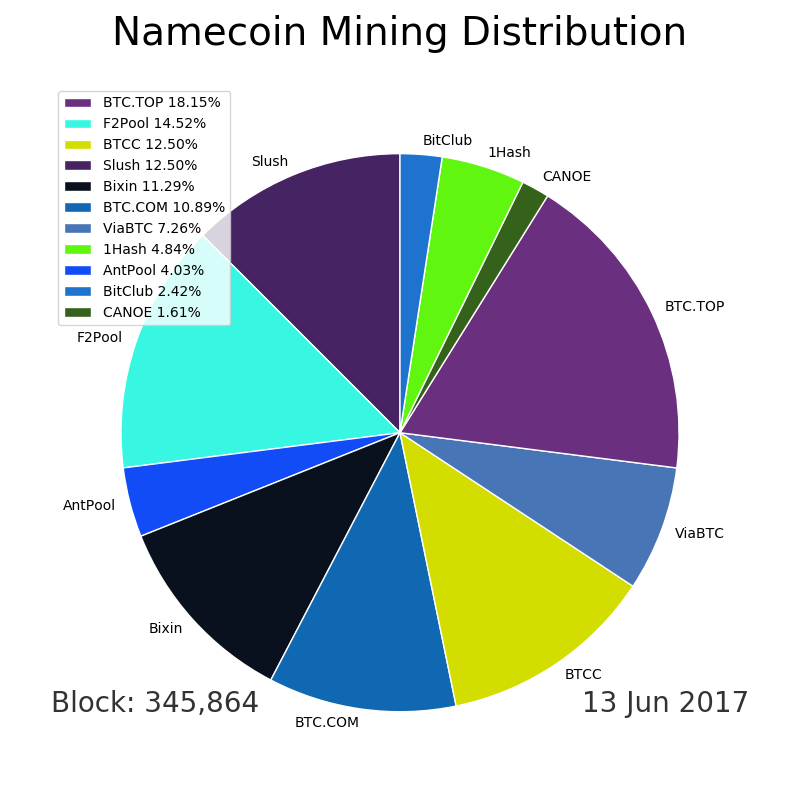 Namecoin Mining Distribution
BTC.TOP 18.15%
F2Pool 14.52%
BTCC 12.50%
Slush 12.50%
Bixin 11.29%
BTC.COM 10.89%
ViaBTC 7.26%
1Hash 4.84%
AntPool 4.03%
BitClub 2.42%
CANOE 1.61%
BitClub
1Hash
Slush
CANOE
BTC.TOP
F2Pool
AntPool
ViaBTC
Bixin
BTCC
BTC.COM
Block: 345,864
13 Jun 2017